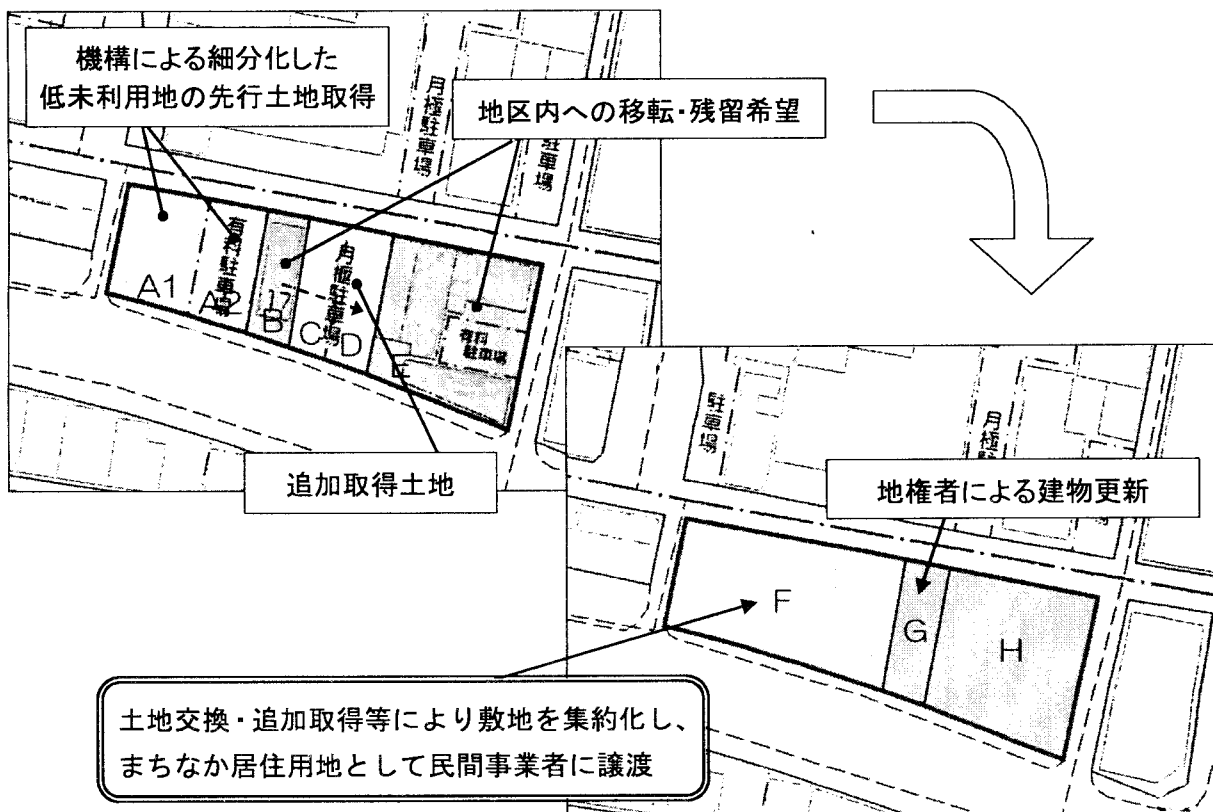 機構による細分化した
低未利用地の先行土地取得
地区内への移転・残留希望
月極駐車場
駐車場
有料駐車場
月極駐車場
有料
駐車場
A1
A2
17
B
C
D
E
追加取得土地
駐車場
月極駐
地権者による建物更新
F
G
H
土地交換・追加取得等により敷地を集約化し、
まちなか居住用地として民間事業者に譲渡